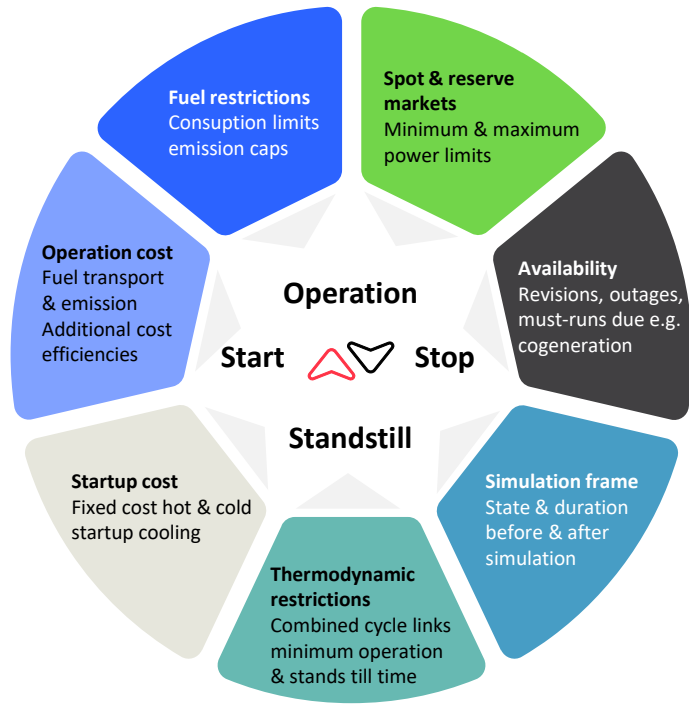 Fuel restrictions
Consuption limits
emission caps
Spot & reserve
markets
Minimum & maximum
power limits
Operation cost
Fuel transport
& emission
Additional cost
efficiencies
Availability
Revisions, outages,
must-runs due e.g.
cogeneration
Operation
Start
Stop
Standstill
Startup cost
Fixed cost hot & cold
startup cooling
Simulation frame
State & duration
before & after
simulation
Thermodynamic
restrictions
Combined cycle links
minimum operation
& stands till time